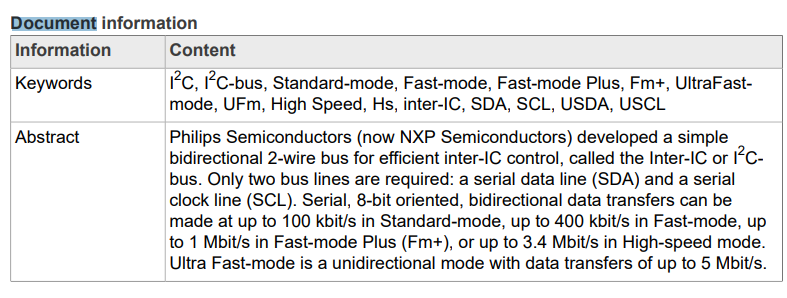 Document information
Information Content
Keywords I²C, I²C-bus, Standard-mode, Fast-mode, Fast-mode Plus, Fm+, UltraFast-
mode, UFm, High Speed, Hs, inter-IC, SDA, SCL, USDA, USCL
Abstract Philips Semiconductors (now NXP Semiconductors) developed a simple
bidirectional 2-wire bus for efficient inter-IC control, called the Inter-IC or I²C-
bus. Only two bus lines are required: a serial data line (SDA) and a serial
clock line (SCL). Serial, 8-bit oriented, bidirectional data transfers can be
made at up to 100 kbit/s in Standard-mode, up to 400 kbit/s in Fast-mode, up
to 1 Mbit/s in Fast-mode Plus (Fm+), or up to 3.4 Mbit/s in High-speed mode.
Ultra Fast-mode is a unidirectional mode with data transfers of up to 5 Mbit/s.